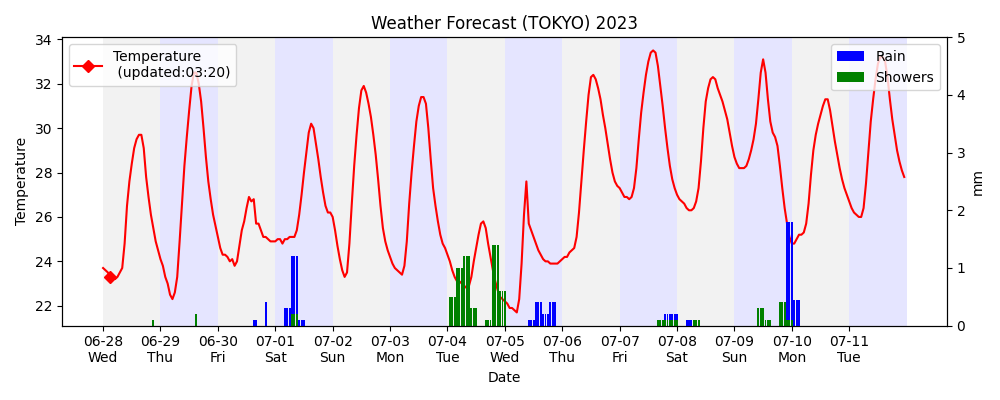 Weather Forecast (TOKYO) 2023
Temperature
(updated:03:20)
Rain
Showers
34
32
30
28
26
24
22
Temperature
5
4
3
2
1
0
mm
06-28 06-29 06-30 07-01 07-02 07-03 07-04 07-05 07-06 07-07 07-08 07-09 07-10 07-11
Wed Thu Fri Sat Sun Mon Tue Wed Thu Fri Sat Sun Mon Tue
Date